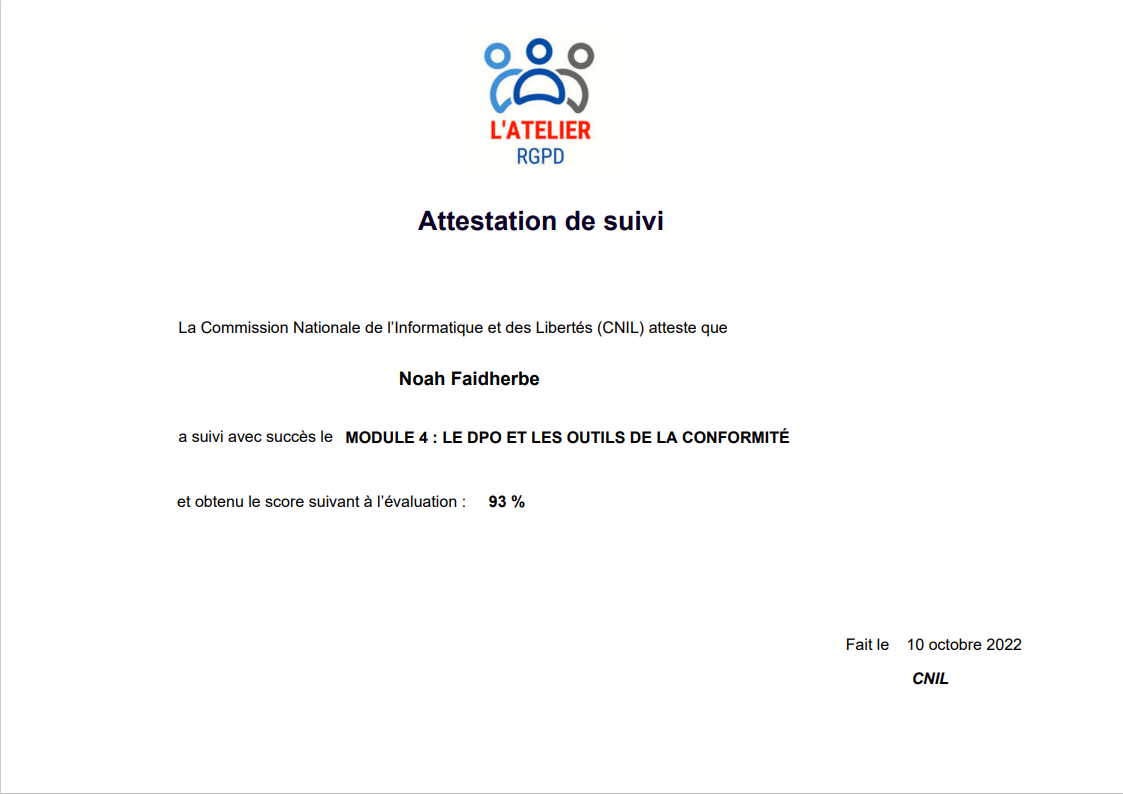 L'ATELIER
RGPD
Attestation de suivi
La Commission Nationale de l’Informatique et des Libertés (CNIL) atteste que
Noah Faidherbe
a suivi avec succès le MODULE 4 : LE DPO ET LES OUTILS DE LA CONFORMITÉ
et obtenu le score suivant à l’évaluation : 93 %
Fait le 10 octobre 2022
CNIL